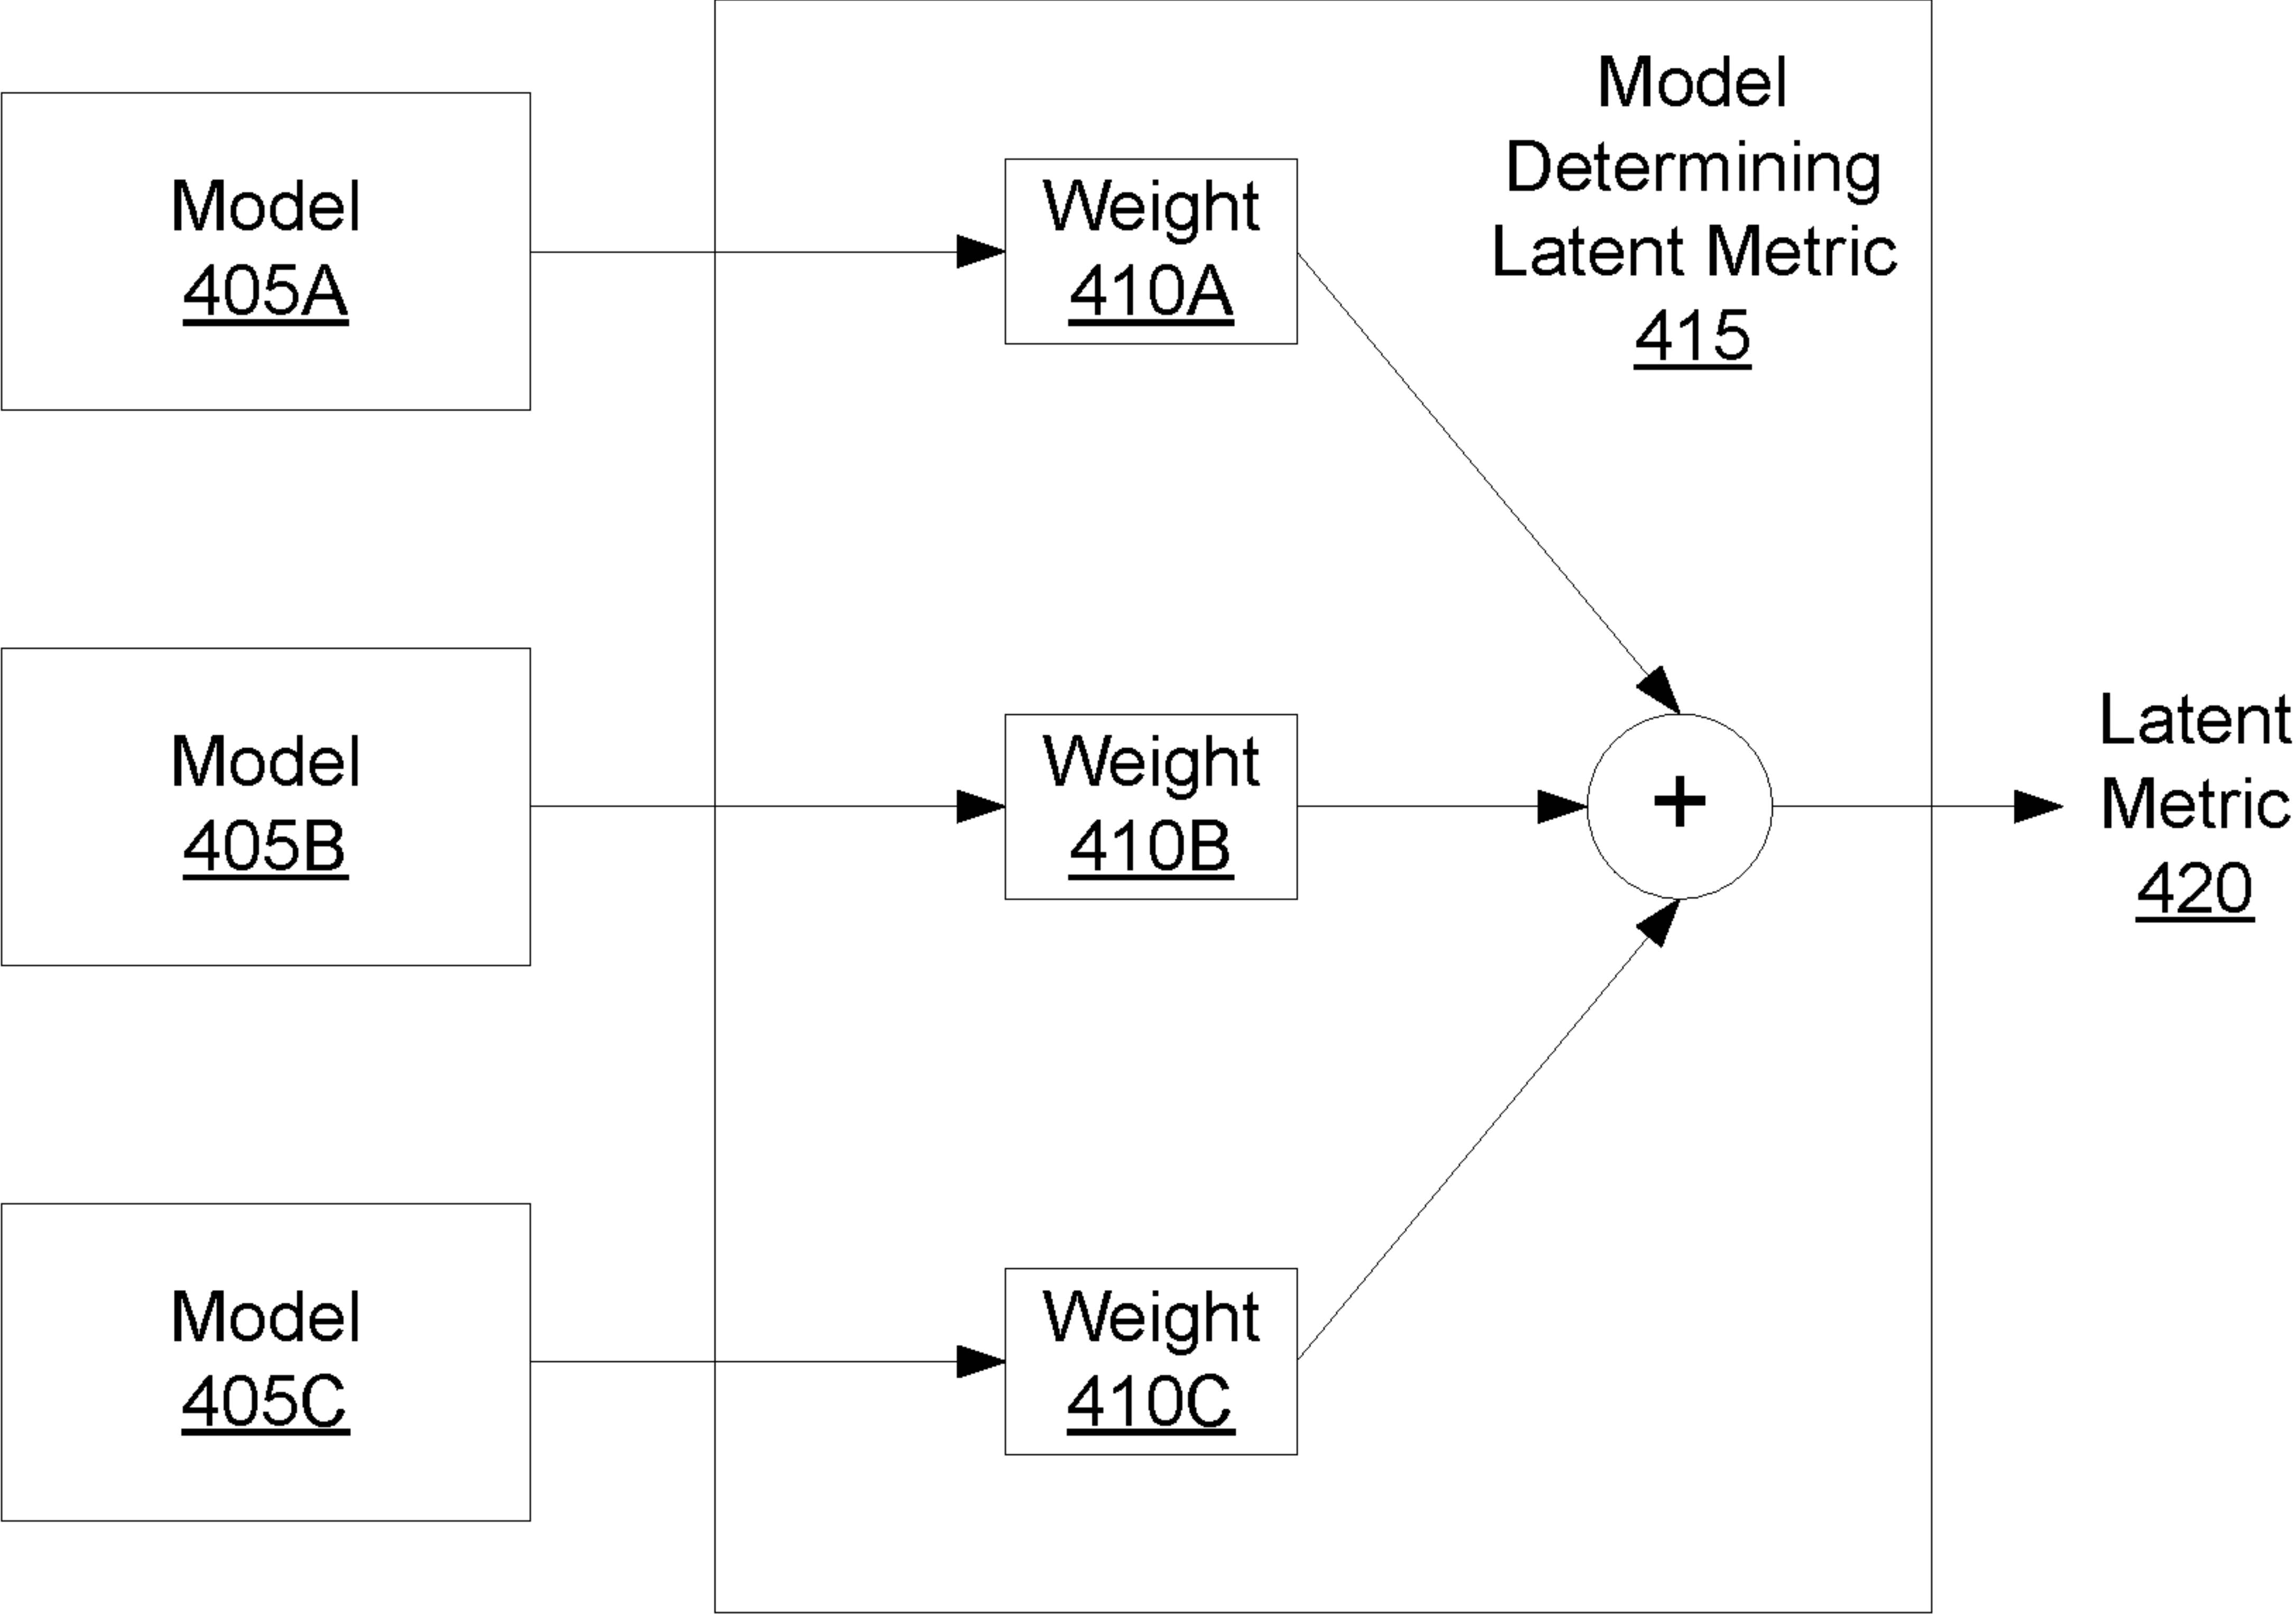 Model
Determining
Latent Metric
415
Model
405A
Weight
410A
Model
405B
Weight
410B
+
Latent
Metric
420
Model
405C
Weight
410C